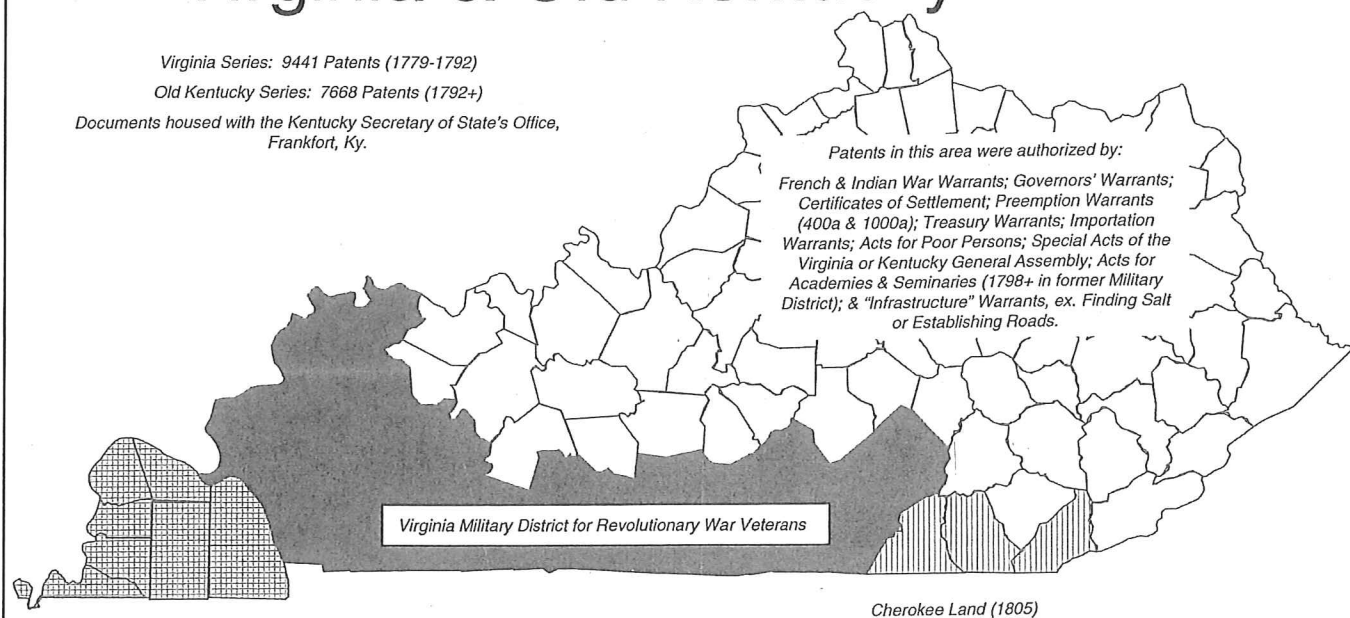 Virginia & Old Kentucky
Virginia Series: 9441 Patents (1779-1792)
Old Kentucky Series: 7668 Patents (1792+)
Documents housed with the Kentucky Secretary of State's Office,
Frankfort, Ky.
Patents in this area were authorized by:
French & Indian War Warrants; Governors' Warrants;
Certificates of Settlement; Preemption Warrants
(400a & 1000a); Treasury Warrants; Importation
Warrants; Acts for Poor Persons; Special Acts of the
Virginia or Kentucky General Assembly; Acts for
Academies & Seminaries (1798+ in former Military
District); & "Infrastructure" Warrants, ex. Finding Salt
or Establishing Roads.
Virginia Military District for Revolutionary War Veterans
Cherokee Land (1805)